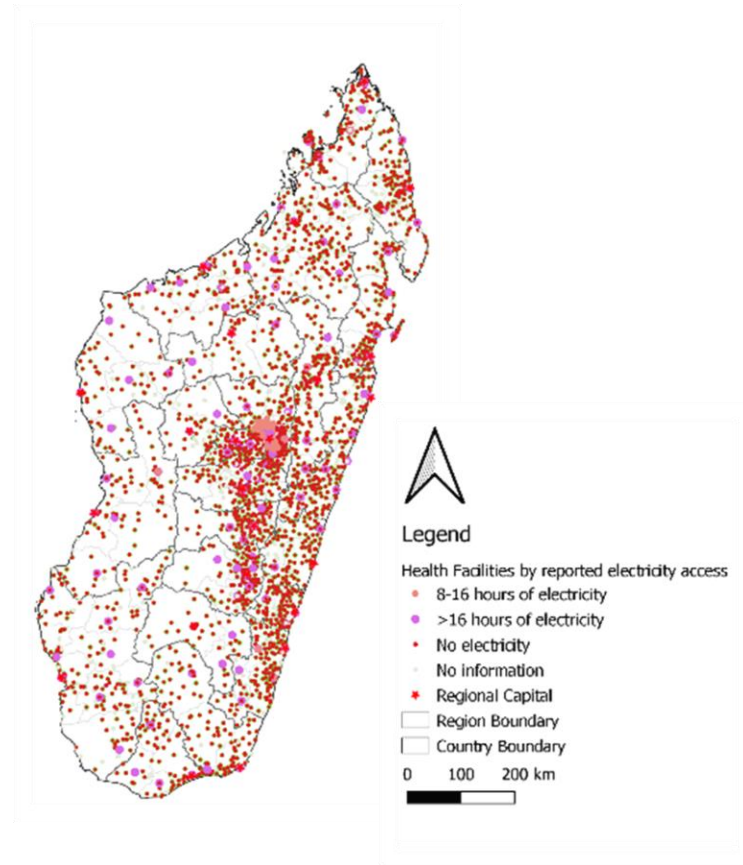 Legend
Health Facilities by reported electricity access
8-16 hours of electricity
>16 hours of electricity
No electricity
No information
Regional Capital
Region Boundary
Country Boundary
0 100 200 km